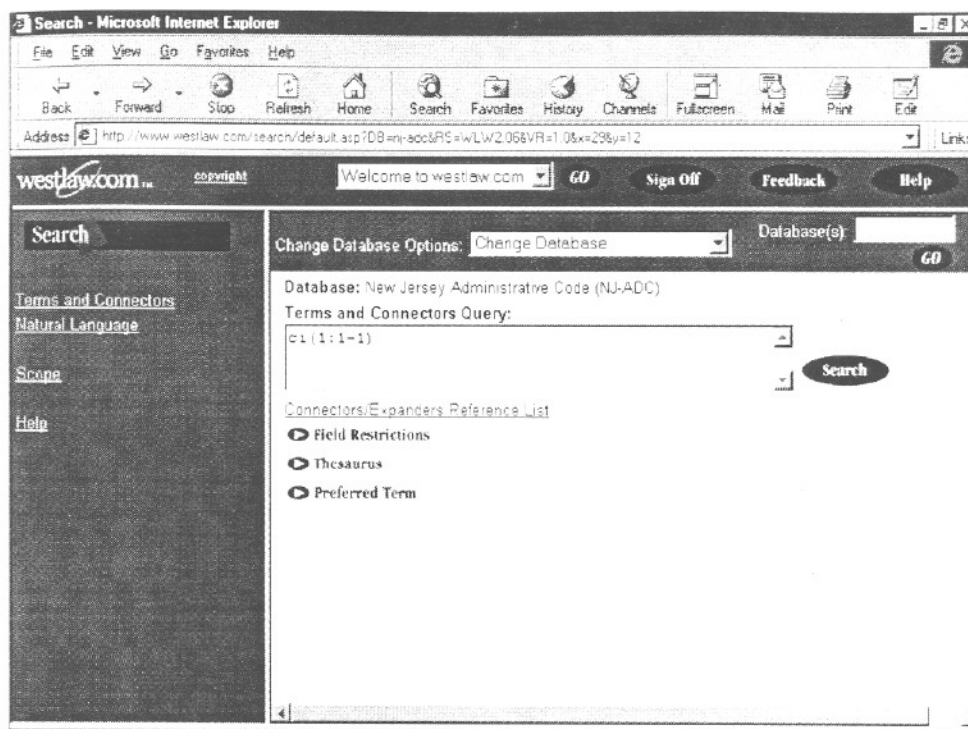 Search - Microsoft Internet Explorer
File Edit View Go Favorites Help
Back Forward Stop Refresh Home Search Favorites History Channels Fullscreen Mail Print Edit
Address http://www.westlaw.com/search/default.asp?DB=nj-adc&RS=WLW2.06&VR=1.0&x=29&y=12 Links
westlaw.com TM copyright Welcome to westlaw.com GO Sign Off Feedback Help
Search
Change Database Options: Change Database Database(s): GO
Database: New Jersey Administrative Code (NJ-ADC)
Terms and Connectors
Terms and Connectors Query:
Natural Language
ci(1:1-1)
Scope
Search
Connectors/Expanders Reference List
Help
Field Restrictions
Thesaurus
Preferred Term